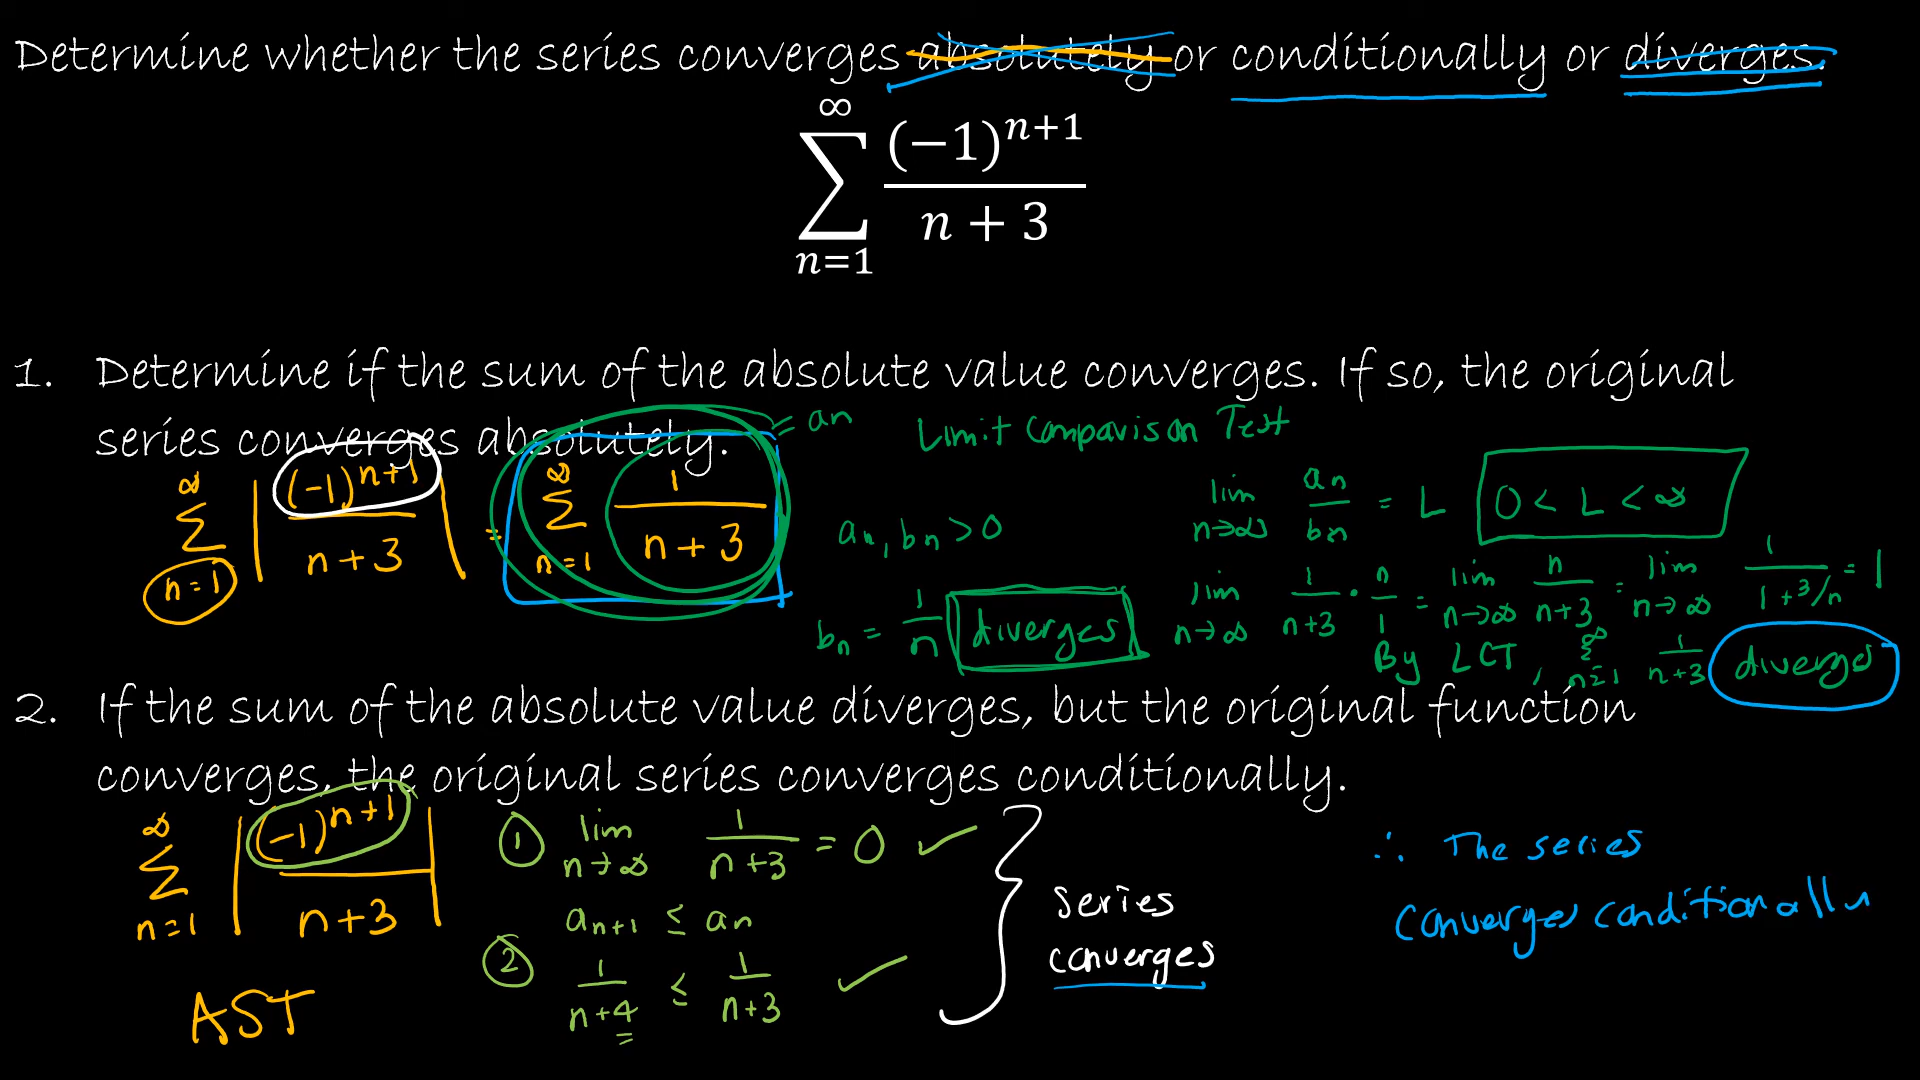 Determine whether the series converges absolutely or conditionally or diverges.
∞
∑ (−1)^{n+1} / (n + 3)
n=1
1. Determine if the sum of the absolute value converges. If so, the original
series converges absolutely.
∞ ∑ n=1 | (-1)^{n+1} / (n+3) | = ∞ ∑ n=1 1/(n+3) = an
Limit Comparison Test
an, bn > 0
lim n→∞ an/bn = L 0 < L < ∞
bn = 1/n diverges
lim n→∞ 1/(n+3) · n/1 = lim n→∞ n/(n+3) = lim n→∞ 1/(1+3/n) = 1
By LCT, ∞ ∑ n=1 1/(n+3) diverges
2. If the sum of the absolute value diverges, but the original function
converges, the original series converges conditionally.
∞ ∑ n=1 | (-1)^{n+1} / (n+3) |
AST
① lim n→∞ 1/(n+3) = 0 ✓
an+1 ≤ an
② 1/(n+4) ≤ 1/(n+3) ✓
series
converges
∴ The series
converges conditionally